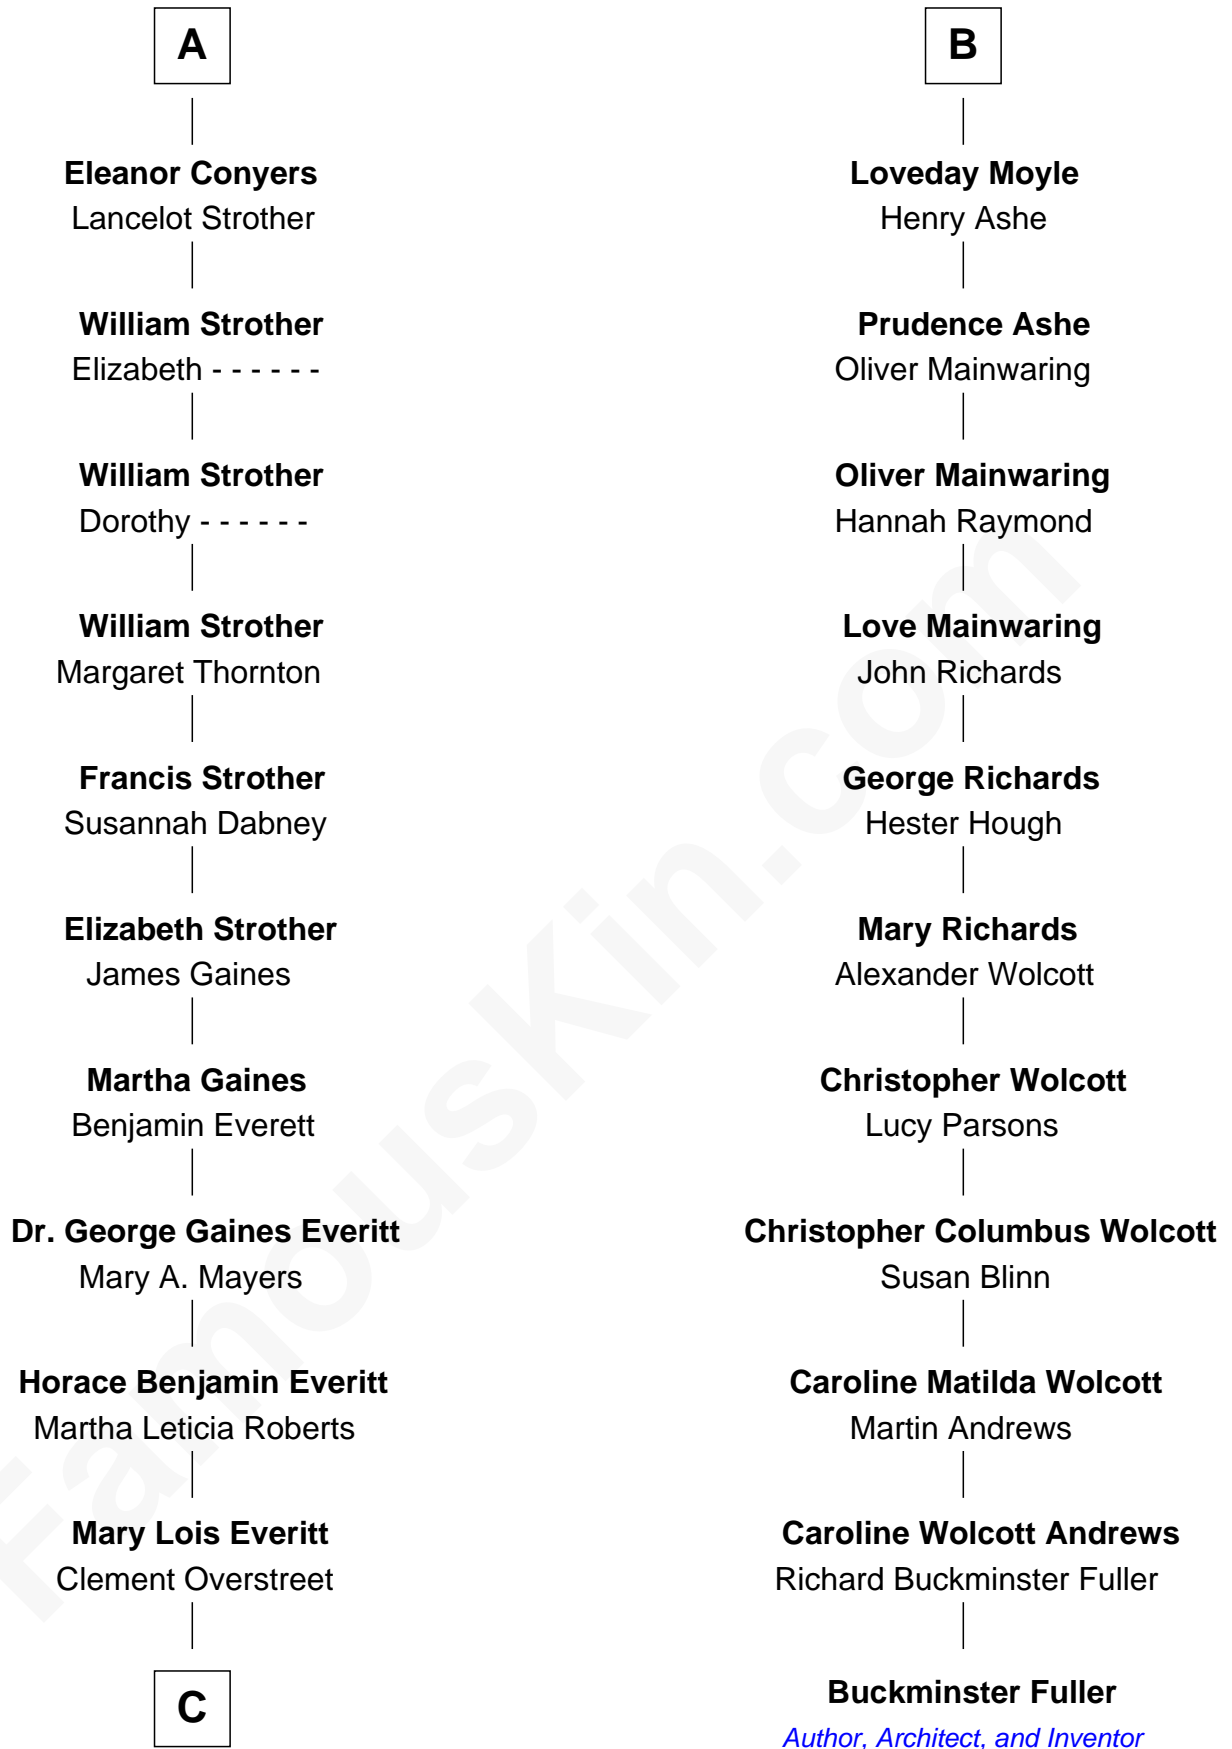 A
Eleanor Conyers
Lancelot Strother
William Strother
Elizabeth - - - - - -
William Strother
Dorothy - - - - - -
William Strother
Margaret Thornton
Francis Strother
Susannah Dabney
Elizabeth Strother
James Gaines
Martha Gaines
Benjamin Everett
Dr. George Gaines Everitt
Mary A. Mayers
Horace Benjamin Everitt
Martha Leticia Roberts
Mary Lois Everitt
Clement Overstreet
C
B
Loveday Moyle
Henry Ashe
Prudence Ashe
Oliver Mainwaring
Oliver Mainwaring
Hannah Raymond
Love Mainwaring
John Richards
George Richards
Hester Hough
Mary Richards
Alexander Wolcott
Christopher Wolcott
Lucy Parsons
Christopher Columbus Wolcott
Susan Blinn
Caroline Matilda Wolcott
Martin Andrews
Caroline Wolcott Andrews
Richard Buckminster Fuller
Buckminster Fuller
Author, Architect, and Inventor
FamousKin.com